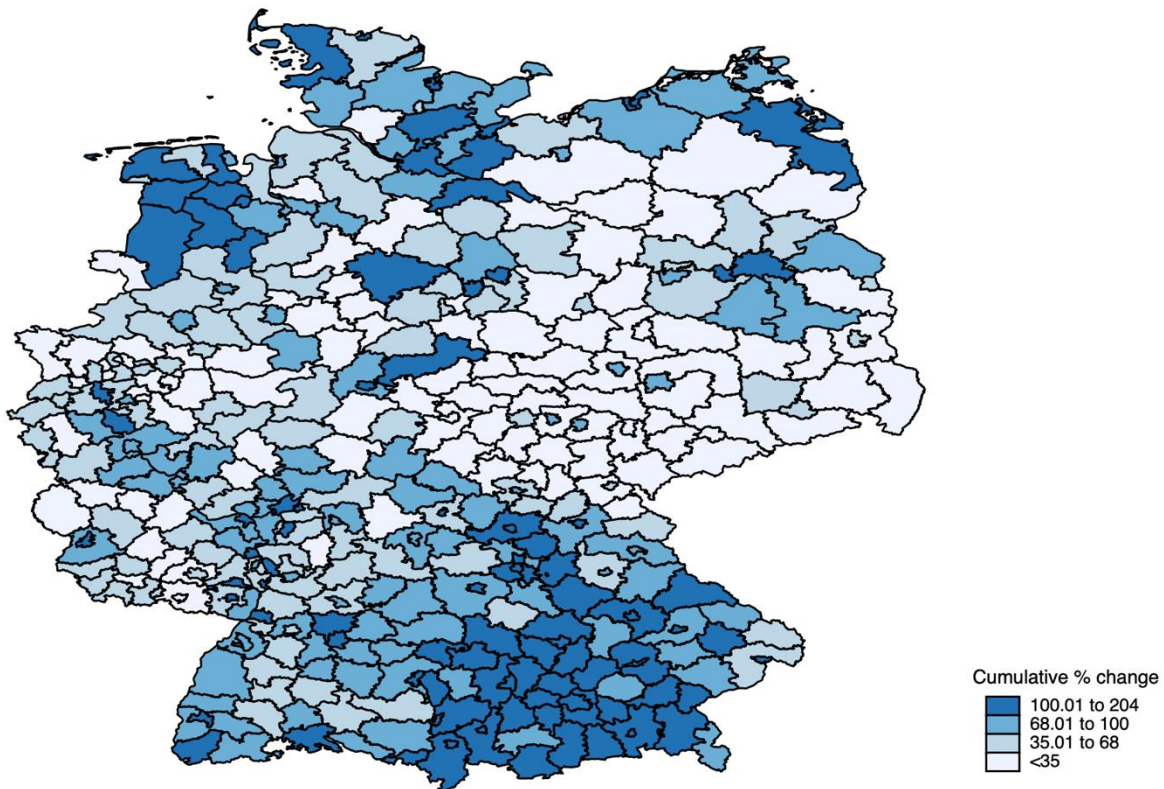 Cumulative % change
100.01 to 204
68.01 to 100
35.01 to 68
<35